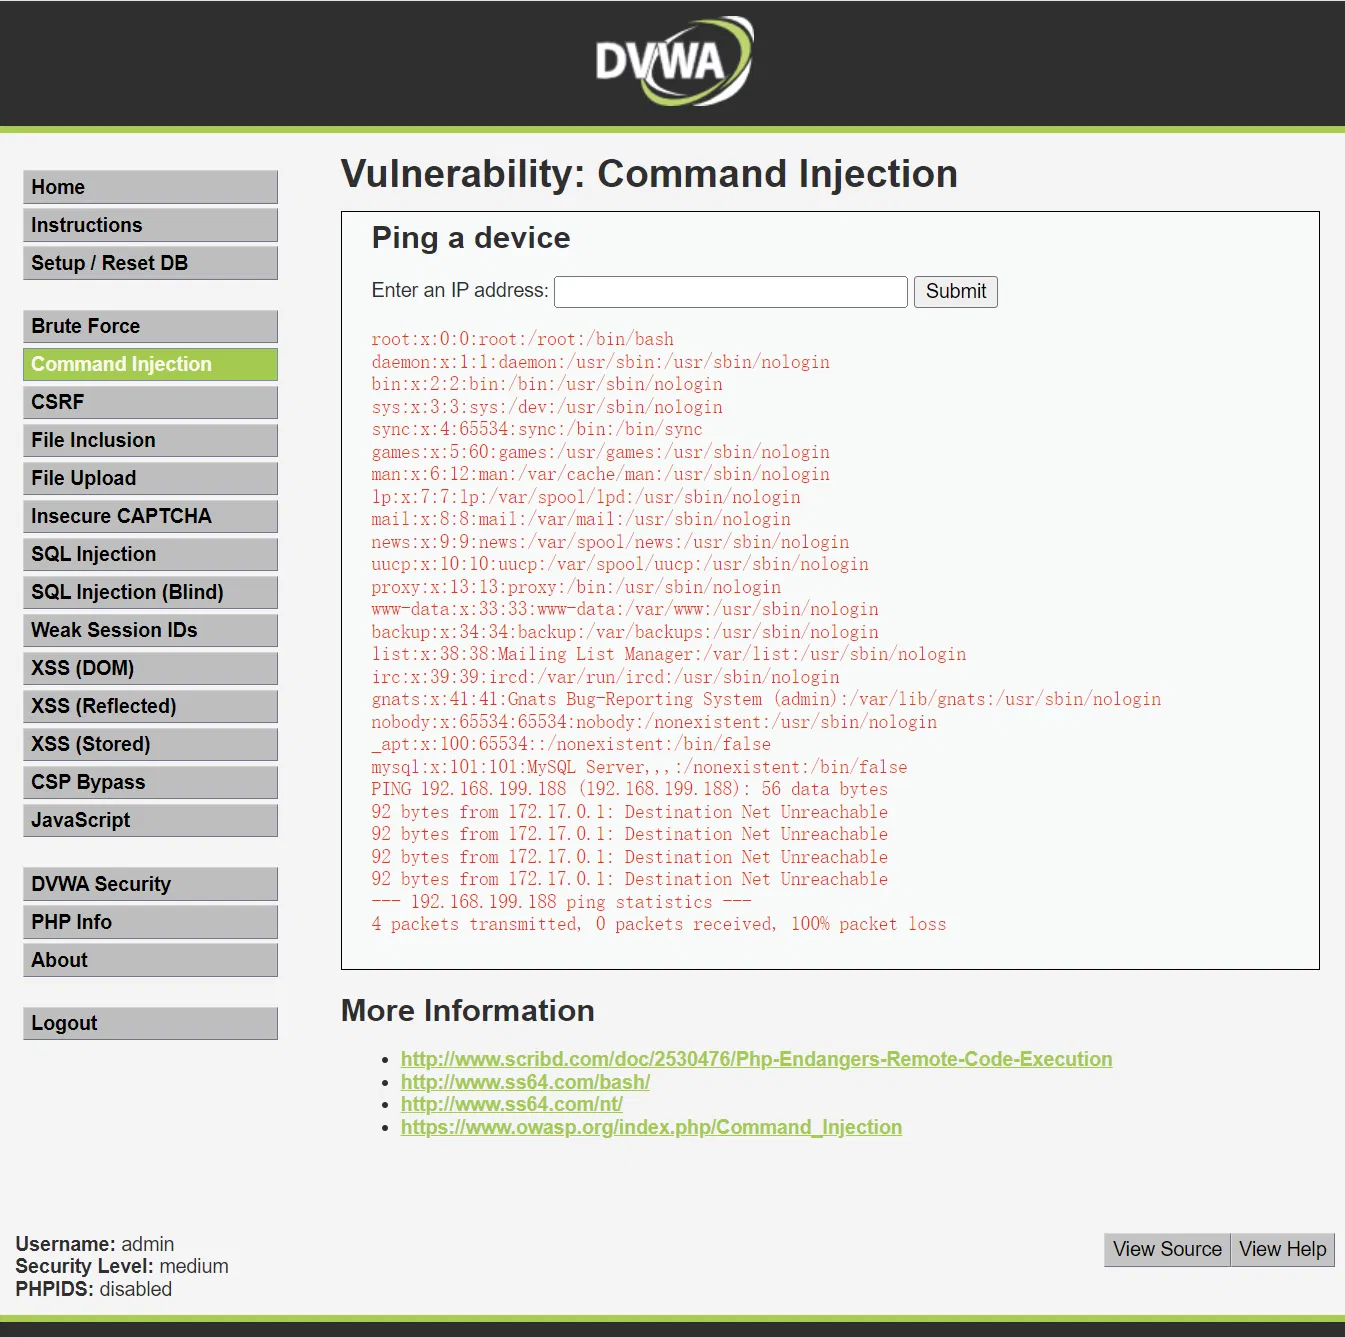 DVWA
Home
Instructions
Setup / Reset DB
Brute Force
Command Injection
CSRF
File Inclusion
File Upload
Insecure CAPTCHA
SQL Injection
SQL Injection (Blind)
Weak Session IDs
XSS (DOM)
XSS (Reflected)
XSS (Stored)
CSP Bypass
JavaScript
DVWA Security
PHP Info
About
Logout
Vulnerability: Command Injection
Ping a device
Enter an IP address: Submit
root:x:0:0:root:/root:/bin/bash
daemon:x:1:1:daemon:/usr/sbin:/usr/sbin/nologin
bin:x:2:2:bin:/bin:/usr/sbin/nologin
sys:x:3:3:sys:/dev:/usr/sbin/nologin
sync:x:4:65534:sync:/bin:/bin/sync
games:x:5:60:games:/usr/games:/usr/sbin/nologin
man:x:6:12:man:/var/cache/man:/usr/sbin/nologin
lp:x:7:7:lp:/var/spool/lpd:/usr/sbin/nologin
mail:x:8:8:mail:/var/mail:/usr/sbin/nologin
news:x:9:9:news:/var/spool/news:/usr/sbin/nologin
uucp:x:10:10:uucp:/var/spool/uucp:/usr/sbin/nologin
proxy:x:13:13:proxy:/bin:/usr/sbin/nologin
www-data:x:33:33:www-data:/var/www:/usr/sbin/nologin
backup:x:34:34:backup:/var/backups:/usr/sbin/nologin
list:x:38:38:Mailing List Manager:/var/list:/usr/sbin/nologin
irc:x:39:39:ircd:/var/run/ircd:/usr/sbin/nologin
gnats:x:41:41:Gnats Bug-Reporting System (admin):/var/lib/gnats:/usr/sbin/nologin
nobody:x:65534:65534:nobody:/nonexistent:/usr/sbin/nologin
_apt:x:100:65534::/nonexistent:/bin/false
mysql:x:101:101:MySQL Server,,,:/nonexistent:/bin/false
PING 192.168.199.188 (192.168.199.188): 56 data bytes
92 bytes from 172.17.0.1: Destination Net Unreachable
92 bytes from 172.17.0.1: Destination Net Unreachable
92 bytes from 172.17.0.1: Destination Net Unreachable
92 bytes from 172.17.0.1: Destination Net Unreachable
--- 192.168.199.188 ping statistics ---
4 packets transmitted, 0 packets received, 100% packet loss
More Information
http://www.scribd.com/doc/2530476/Php-Endangers-Remote-Code-Execution
http://www.ss64.com/bash/
http://www.ss64.com/nt/
https://www.owasp.org/index.php/Command_Injection
Username: admin
Security Level: medium
PHPIDS: disabled
View Source View Help